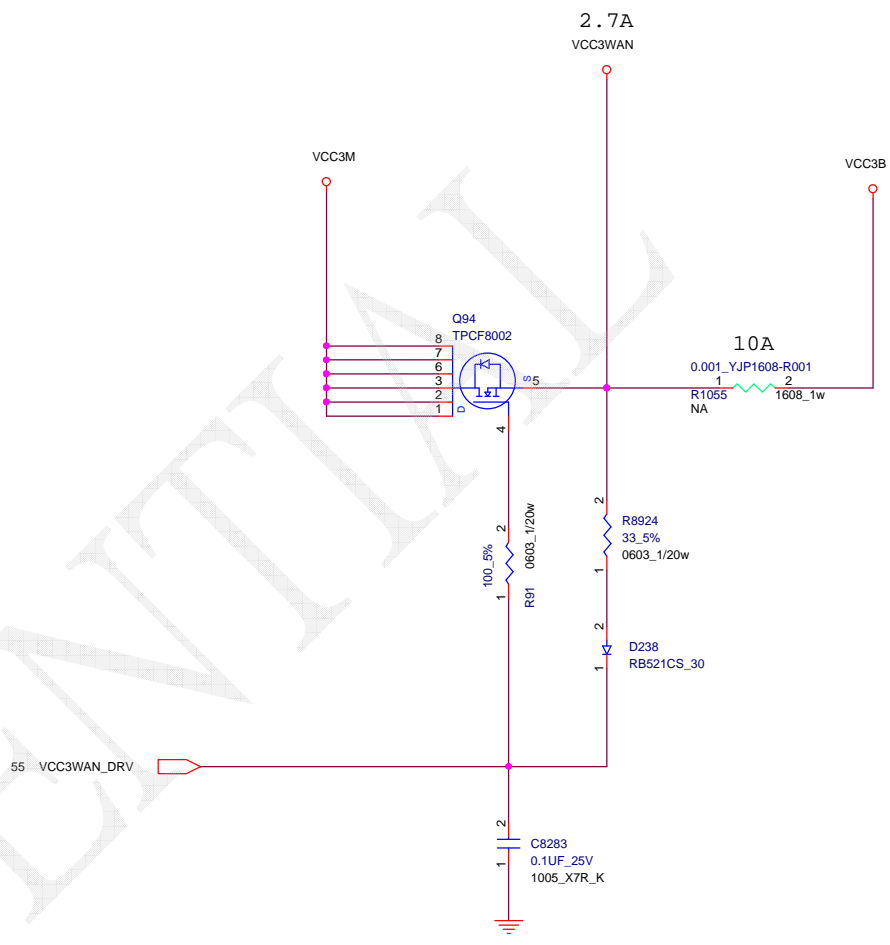 2.7A
VCC3WAN
VCC3M
VCC3B
Q94
TPCF8002
8
7
6
3
2
1
D
S
5
4
10A
0.001_YJP1608-R001
1
2
R1055
1608_1w
NA
2
0603_1/20w
100_5%
1
R91
2
R8924
33_5%
0603_1/20w
1
2
D238
RB521CS_30
1
55 VCC3WAN_DRV
2
C8283
0.1UF_25V
1
1005_X7R_K
ENTIAL